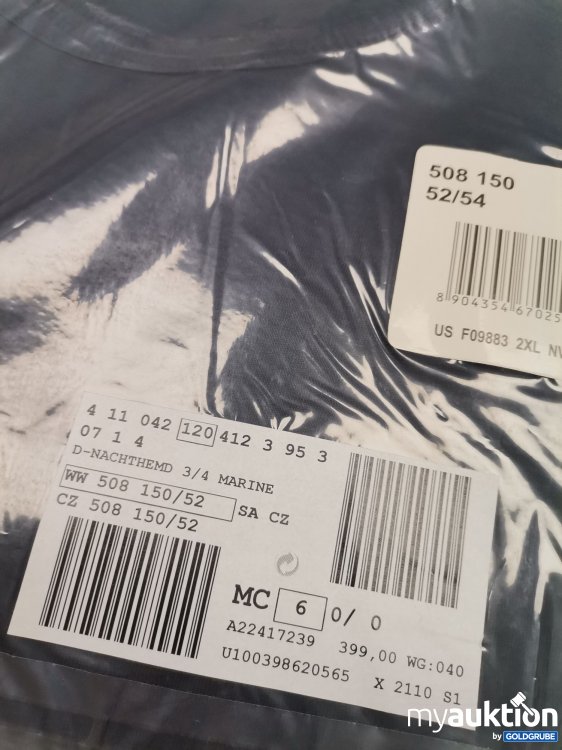 508 150
52/54
8 904354 67025
US F09883 2XL NV
4 11 042 120 412 3 95 3
07 1 4
D-NACHTHEMD 3/4 MARINE
WW 508 150/52 SA CZ
CZ 508 150/52
MC 6 0/ 0
A22417239 399,00 WG:040
U100398620565 X 2110 S1
myauktion
by GOLDGRUBE